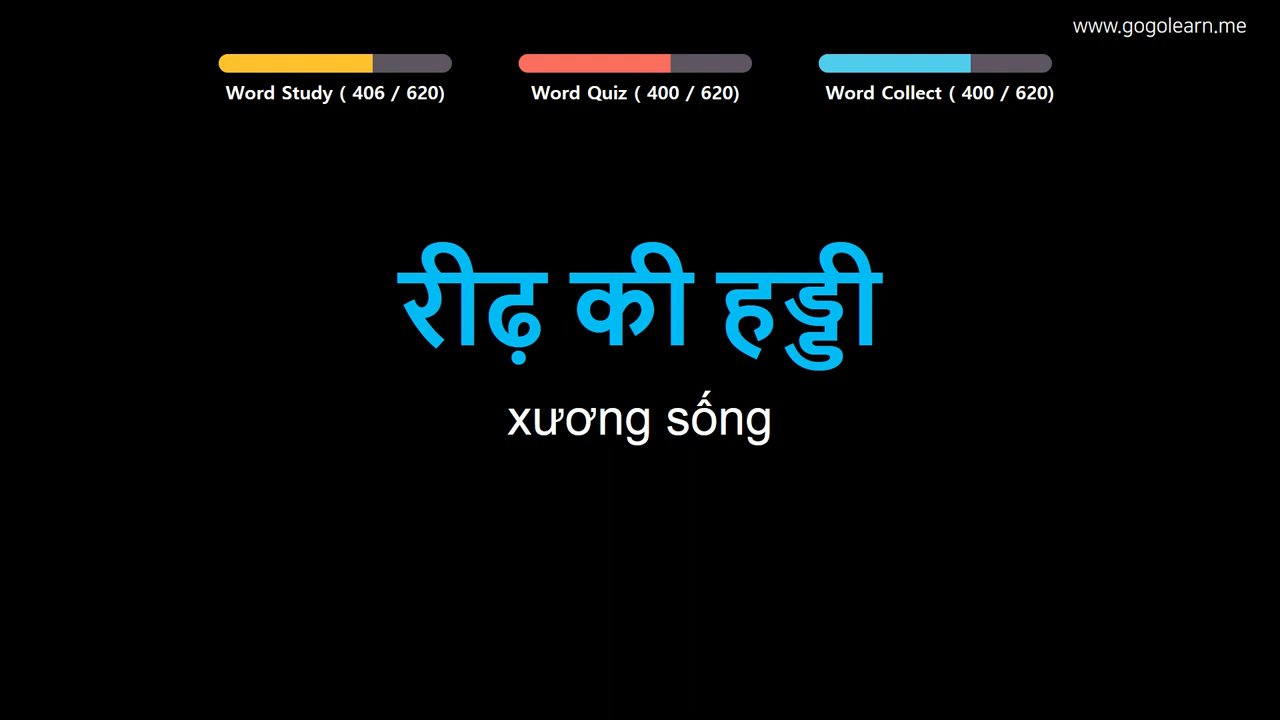 www.gogolearn.me
Word Study ( 406 / 620)
Word Quiz ( 400 / 620)
Word Collect ( 400 / 620)
रीढ़ की हड्डी
xương sống